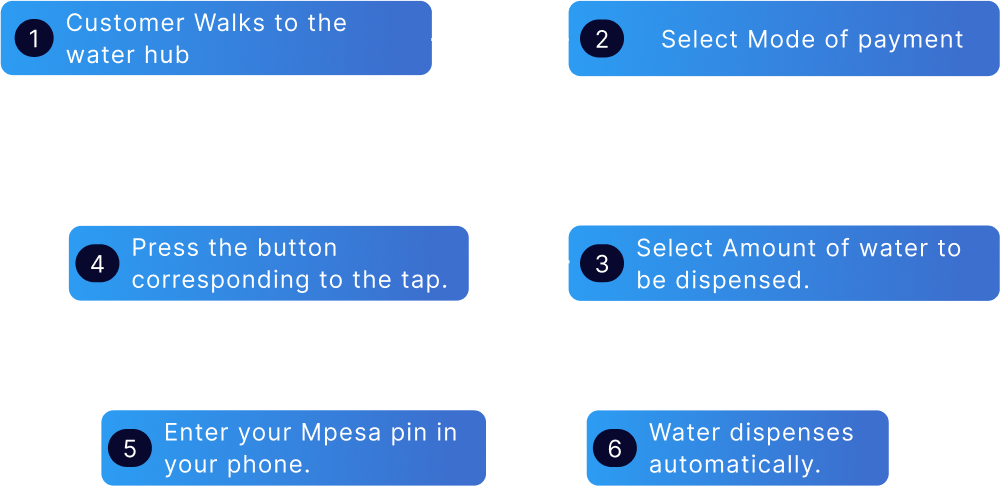 1
Customer Walks to the
water hub
2
Select Mode of payment
3
Select Amount of water to
be dispensed.
4
Press the button
corresponding to the tap.
5
Enter your Mpesa pin in
your phone.
6
Water dispenses
automatically.